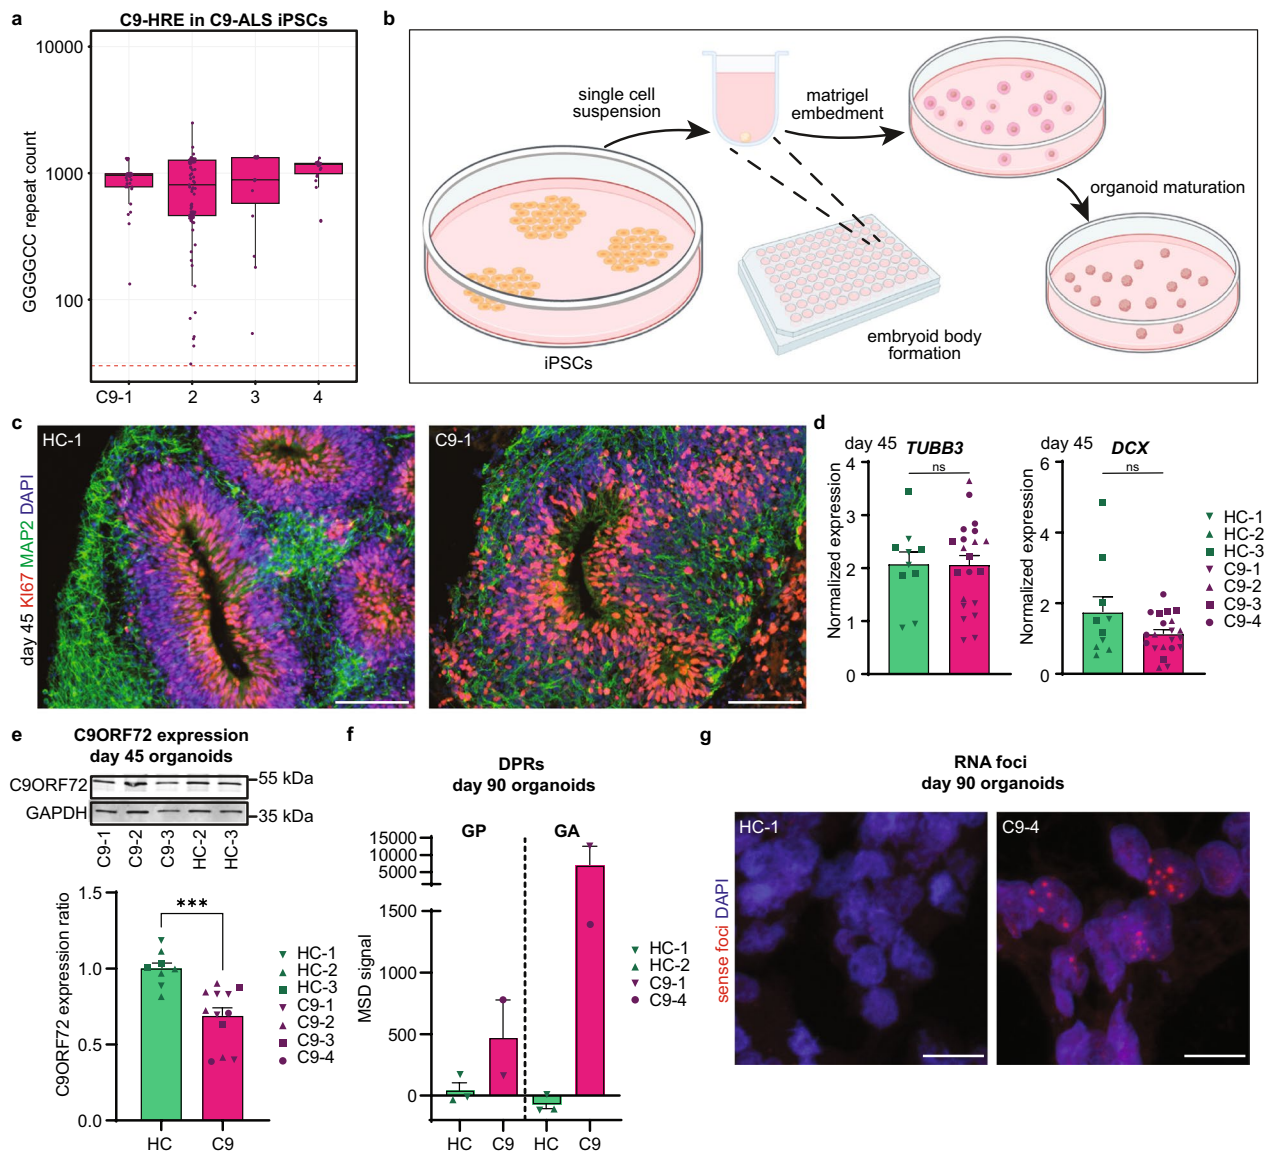 a
C9-HRE in C9-ALS iPSCs
GGGGCC repeat count
10000
1000
100
C9-1
2
3
4
b
single cell
suspension
matrigel
embedment
organoid maturation
embryoid body
formation
iPSCs
c
day 45 KI67 MAP2 DAPI
HC-1
C9-1
d
day 45
TUBB3
ns
Normalized expression
4
3
2
1
0
day 45
DCX
ns
Normalized expression
6
4
2
0
HC-1
HC-2
HC-3
C9-1
C9-2
C9-3
C9-4
e
C9ORF72 expression
day 45 organoids
C9ORF72
55 kDa
GAPDH
35 kDa
C9-1
C9-2
C9-3
HC-2
HC-3
C9ORF72 expression ratio
1.5
1.0
0.5
0.0
***
HC
C9
HC-1
HC-2
HC-3
C9-1
C9-2
C9-3
C9-4
f
DPRs
day 90 organoids
GP
GA
MSD signal
15000
10000
5000
1500
1000
500
0
HC
C9
HC
C9
HC-1
HC-2
C9-1
C9-4
g
RNA foci
day 90 organoids
sense foci DAPI
HC-1
C9-4